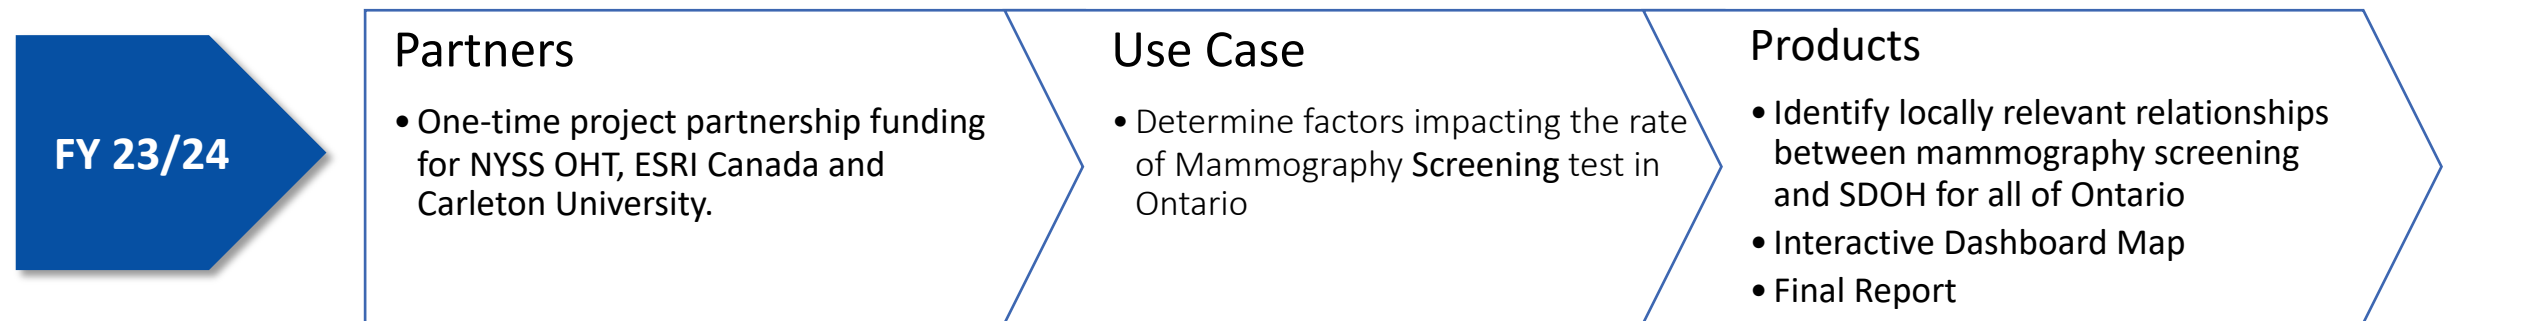 FY 23/24
Partners
• One-time project partnership funding
for NYSS OHT, ESRI Canada and
Carleton University.
Use Case
• Determine factors impacting the rate
of Mammography Screening test in
Ontario
Products
• Identify locally relevant relationships
between mammography screening
and SDOH for all of Ontario
• Interactive Dashboard Map
• Final Report